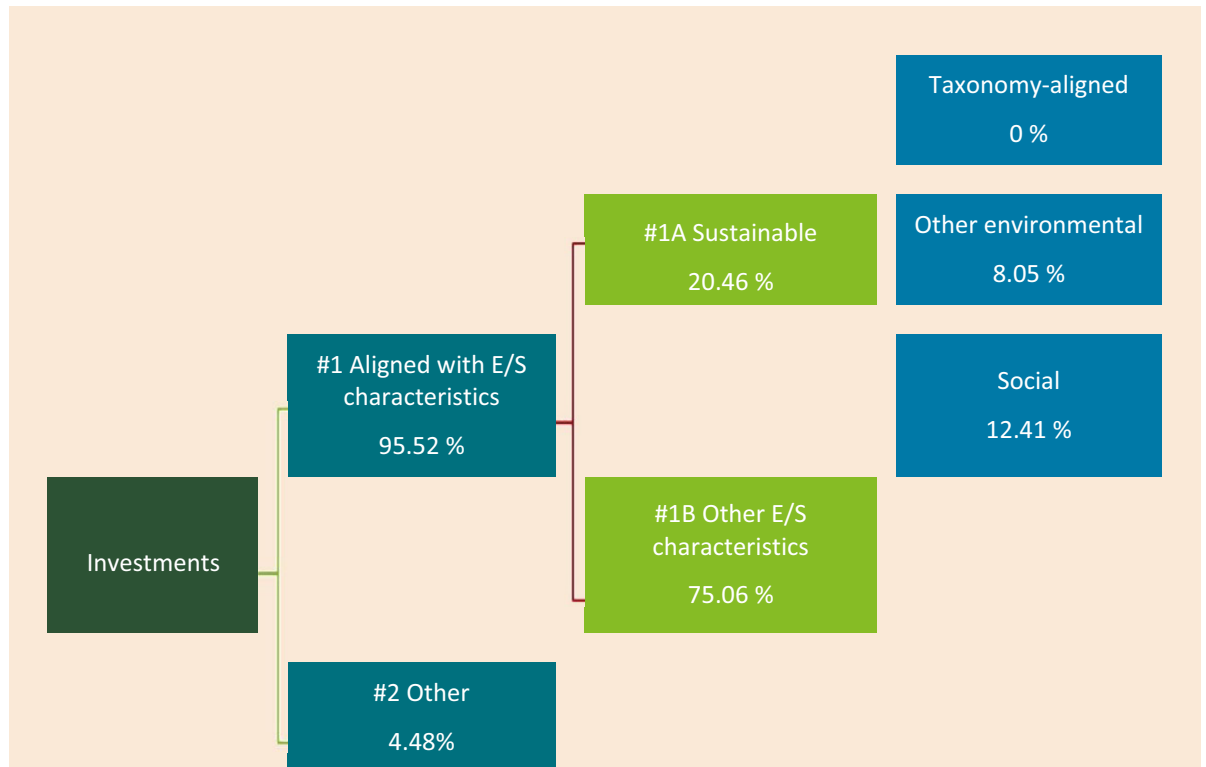 Taxonomy-aligned
0 %
#1A Sustainable
20.46 %
Other environmental
8.05 %
#1 Aligned with E/S
characteristics
95.52 %
Social
12.41 %
Investments
#1B Other E/S
characteristics
75.06 %
#2 Other
4.48%